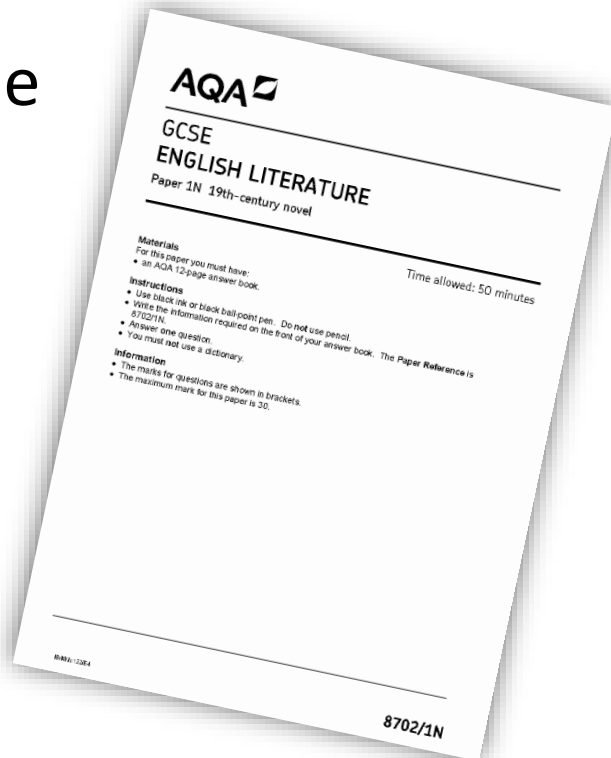 e
AQA
GCSE
ENGLISH LITERATURE
Paper 1N 19th-century novel
Time allowed: 50 minutes
Materials
For this paper you must have:
• an AQA 12-page answer book.
Instructions
• Use black ink or black ball-point pen. Do not use pencil.
• Write the information required on the front of your answer book. The Paper Reference is
8702/1N.
• Answer one question.
• You must not use a dictionary.
Information
• The marks for questions are shown in brackets.
• The maximum mark for this paper is 30.
8702/1N